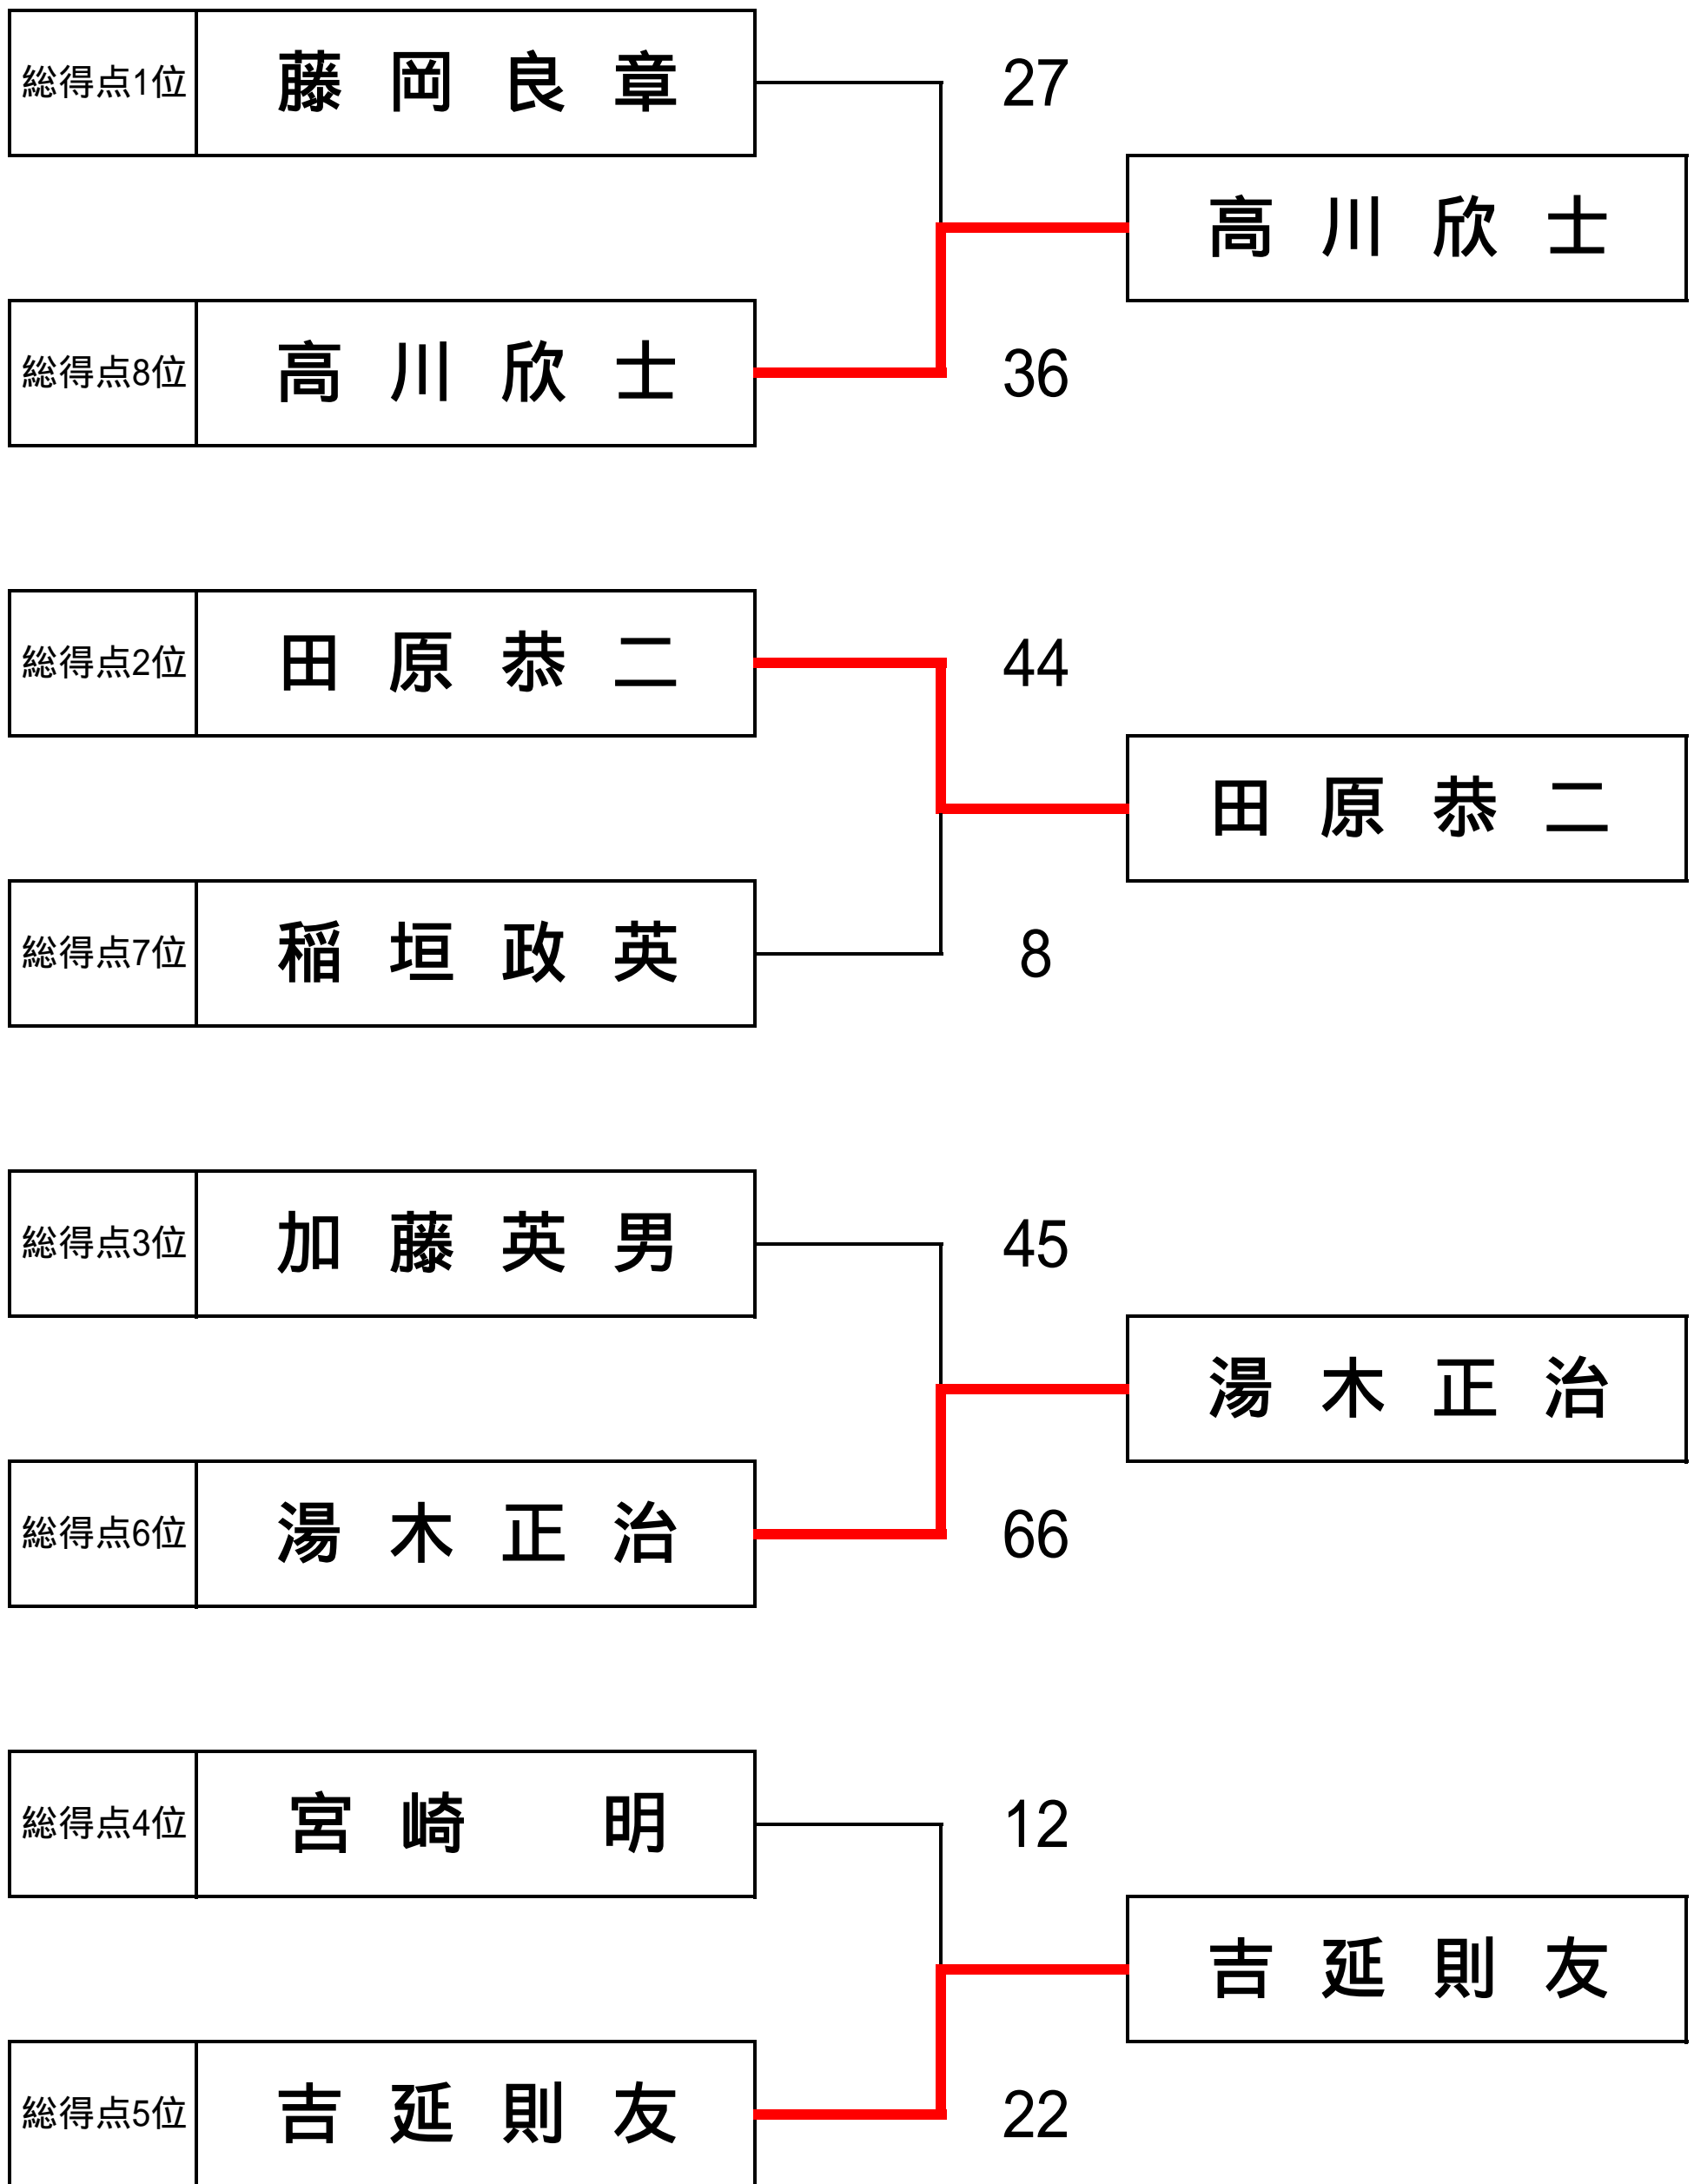 総得点1位 藤岡良章 27
高川欣士
総得点8位 高川欣士 36
総得点2位 田原恭二 44
田原恭二
総得点7位 稲垣政英 8
総得点3位 加藤英男 45
湯木正治
総得点6位 湯木正治 66
総得点4位 宮崎 明 12
吉延則友
総得点5位 吉延則友 22